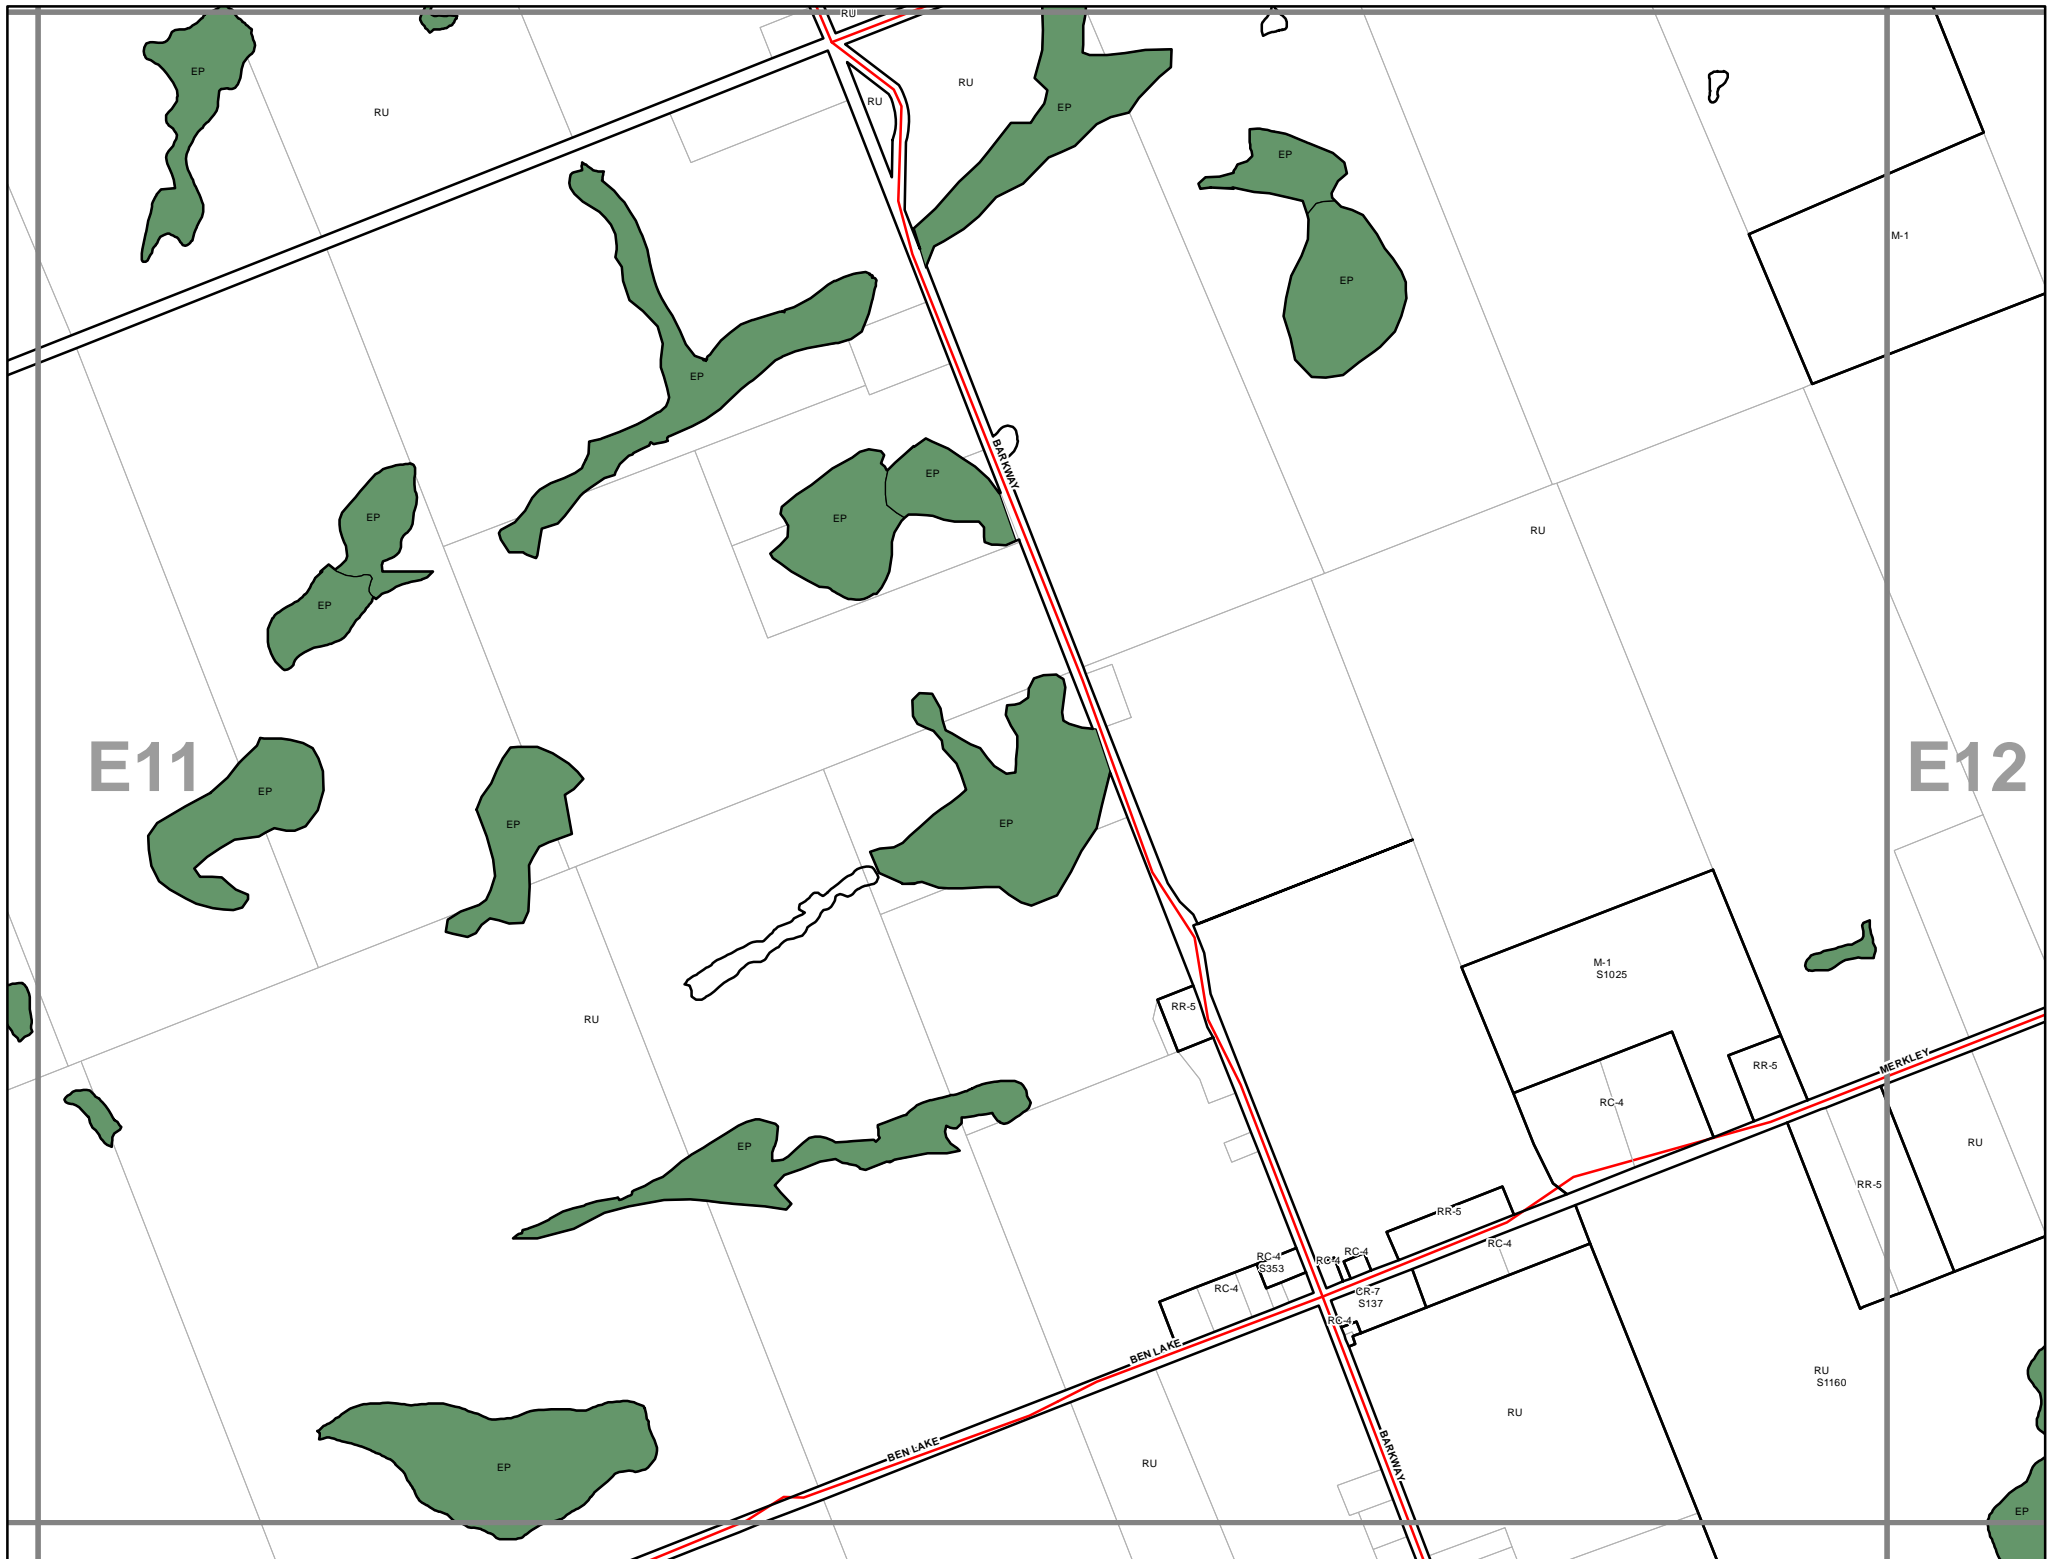 RU
EP
RU
RU
RU
EP
EP
M-1
EP
EP
BARKWAY
EP
EP
EP
RU
EP
E11
E12
EP
EP
EP
M-1
S1025
RR-5
RU
MERKLEY
RR-5
RC-4
EP
RU
RR-5
RR-5
RC-4
RC-4
RC-4
RC-4
S353
RC-4
CR-7
S137
RC-4
BEN LAKE
RU
S1160
RU
BEN LAKE
BARKWAY
RU
EP
EP